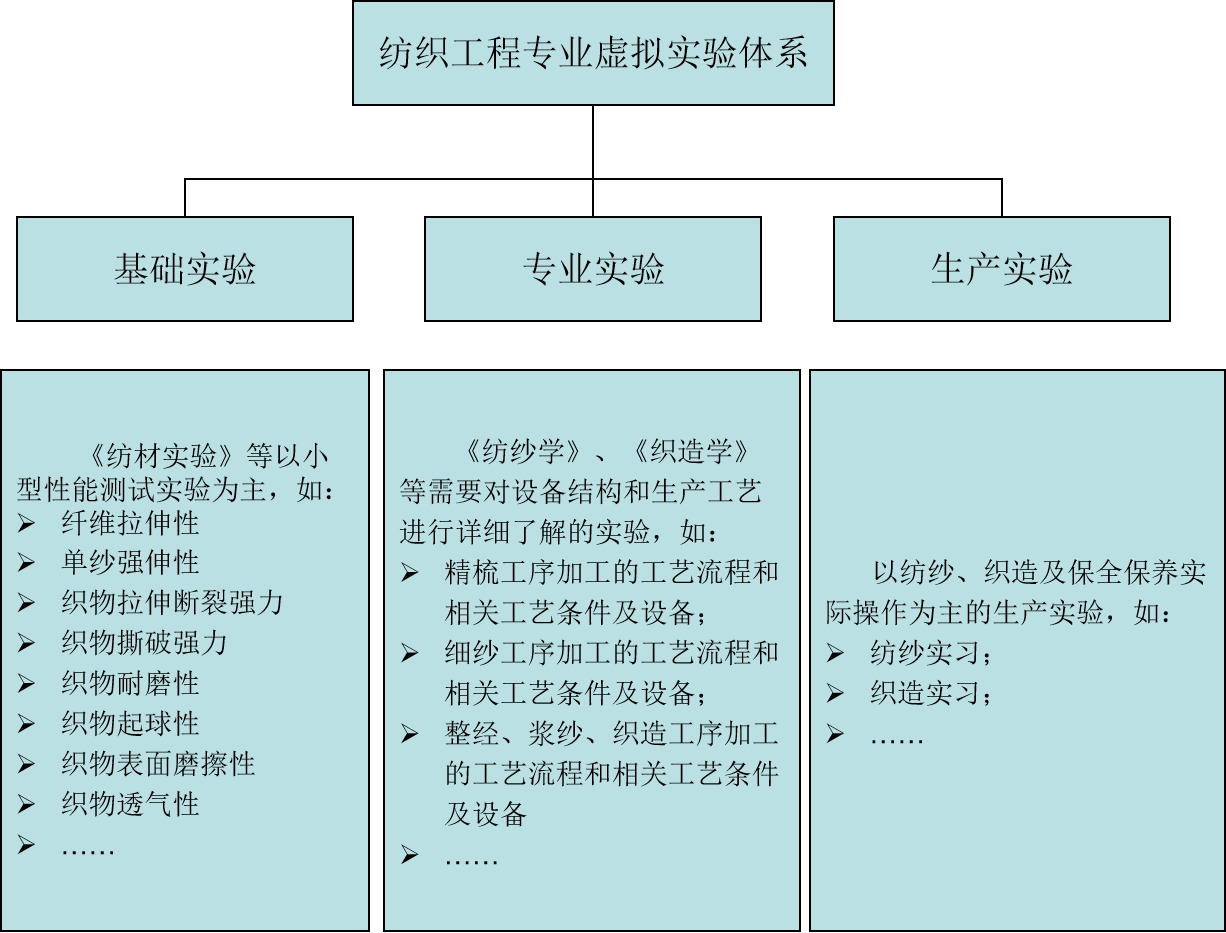 纺织工程专业虚拟实验体系
基础实验
专业实验
生产实验
《纺材实验》等以小
型性能测试实验为主，如：
➢ 纤维拉伸性
➢ 单纱强伸性
➢ 织物拉伸断裂强力
➢ 织物撕破强力
➢ 织物耐磨性
➢ 织物起球性
➢ 织物表面磨擦性
➢ 织物透气性
➢ ……
《纺纱学》、《织造学》
等需要对设备结构和生产工艺
进行详细了解的实验，如：
➢ 精梳工序加工的工艺流程和
相关工艺条件及设备；
➢ 细纱工序加工的工艺流程和
相关工艺条件及设备；
➢ 整经、浆纱、织造工序加工
的工艺流程和相关工艺条件
及设备
➢ ……
以纺纱、织造及保全保养实
际操作为主的生产实验，如：
➢ 纺纱实习；
➢ 织造实习；
➢ ……